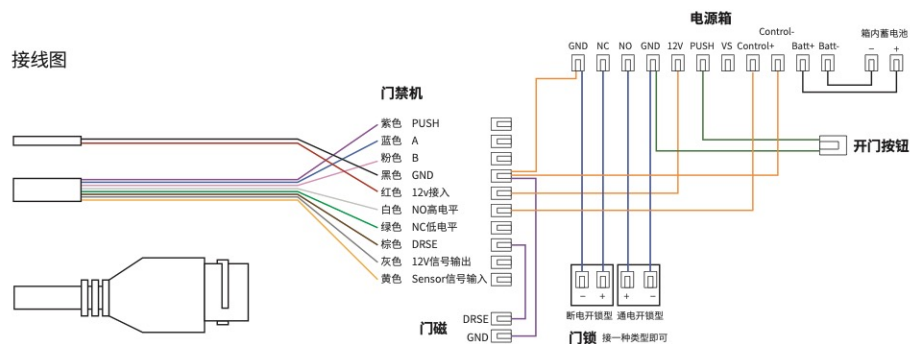 接线图
电源箱
Control-
箱内蓄电池
GND NC NO GND 12V PUSH VS Control+ Batt+ Batt- − +
门禁机
紫色 PUSH
蓝色 A
粉色 B
黑色 GND
红色 12v接入
白色 NO高电平
绿色 NC低电平
棕色 DRSE
灰色 12V信号输出
黄色 Sensor信号输入
开门按钮
− + + −
断电开锁型 通电开锁型
门锁 接一种类型即可
门磁
DRSE
GND